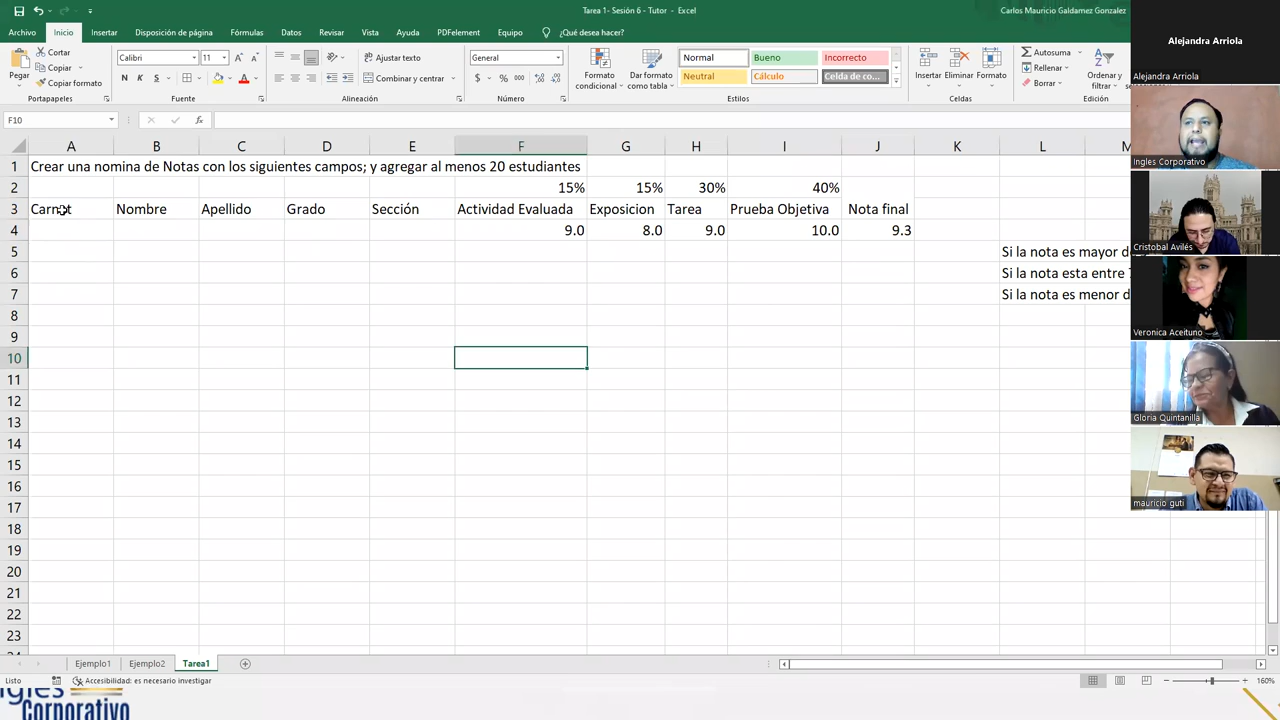 Tarea 1- Sesión 6 - Tutor - Excel
Carlos Mauricio Galdamez Gonzalez
Archivo Inicio Insertar Disposición de página Fórmulas Datos Revisar Vista Ayuda PDFelement Equipo ¿Qué desea hacer?
Pegar
Cortar
Copiar
Copiar formato
Portapapeles
Calibri 11
N K S
Fuente
Ajustar texto
Combinar y centrar
Alineación
General
$ % 000
Número
Formato condicional
Dar formato como tabla
Normal Bueno Incorrecto
Neutral Cálculo Celda de co...
Estilos
Insertar Eliminar Formato
Celdas
Autosuma
Rellenar
Borrar
Ordenar y filtrar
Edición
F10
fx
A B C D E F G H I J K L M
1 Crear una nomina de Notas con los siguientes campos; y agregar al menos 20 estudiantes
2 15% 15% 30% 40%
3 Carnet Nombre Apellido Grado Sección Actividad Evaluada Exposicion Tarea Prueba Objetiva Nota final
4 9.0 8.0 9.0 10.0 9.3
5 Si la nota es mayor de
6 Si la nota esta entre
7 Si la nota es menor d
8
9
10
11
12
13
14
15
16
17
18
19
20
21
22
23
Ejemplo1 Ejemplo2 Tarea1
Listo
Accesibilidad: es necesario investigar
160%
Ingles
Corporativo
Alejandra Arriola
Alejandra Arriola
Ingles Corporativo
Cristobal Avilés
Veronica Aceituno
Gloria Quintanilla
mauricio guti